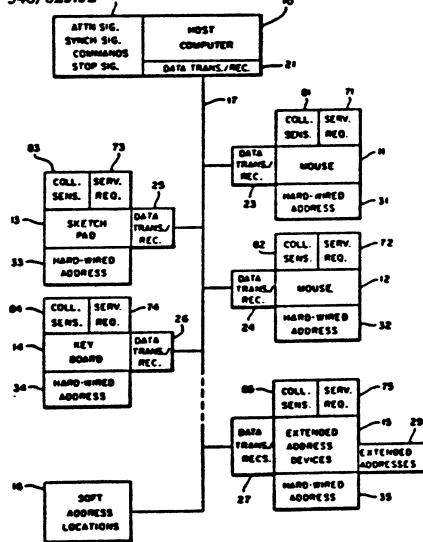 ATTN SIG.
SYNCH SIG.
COMMANDS
STOP SIG.
HOST
COMPUTER
DATA TRANS./REC.
21
17
81
71
COLL.
SENS.
SERV.
REQ.
11
DATA
TRANS./
REC.
MOUSE
23
HARD-WIRED
ADDRESS
31
83
73
COLL.
SENS.
SERV.
REQ.
25
13
SKETCH
PAD
DATA
TRANS./
REC.
33
HARD-WIRED
ADDRESS
82
72
COLL.
SENS.
SERV.
REQ.
12
DATA
TRANS./
REC.
MOUSE
24
HARD-WIRED
ADDRESS
32
84
74
COLL.
SENS.
SERV.
REQ.
26
14
KEY
BOARD
DATA
TRANS./
REC.
34
HARD-WIRED
ADDRESS
75
COLL.
SENS.
SERV.
REQ.
15
29
DATA
TRANS./
RECS.
EXTENDED
ADDRESS
DEVICES
EXTENDED
ADDRESSES
27
HARD-WIRED
ADDRESS
35
16
SOFT
ADDRESS
LOCATIONS